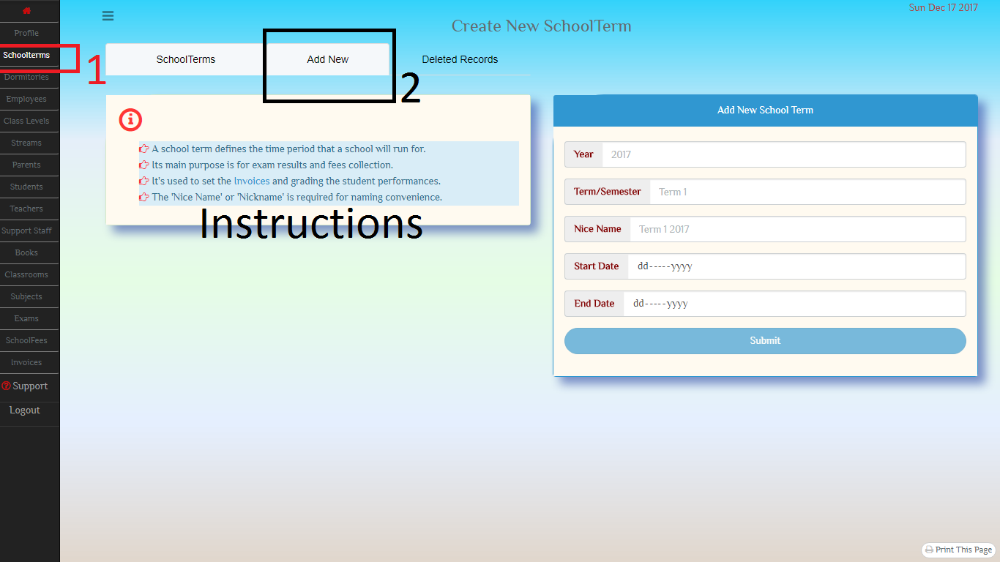 Sun Dec 17 2017
Create New SchoolTerm
Profile
Schoolterms
1
Dormitories
Employees
Class Levels
Streams
Parents
Students
Teachers
Support Staff
Books
Classrooms
Subjects
Exams
SchoolFees
Invoices
Support
Logout
SchoolTerms
Add New
Deleted Records
2
A school term defines the time period that a school will run for.
Its main purpose is for exam results and fees collection.
It's used to set the Invoices and grading the student performances.
The 'Nice Name' or 'Nickname' is required for naming convenience.
Instructions
Add New School Term
Year 2017
Term/Semester Term 1
Nice Name Term 1 2017
Start Date dd-----yyyy
End Date dd-----yyyy
Submit
Print This Page